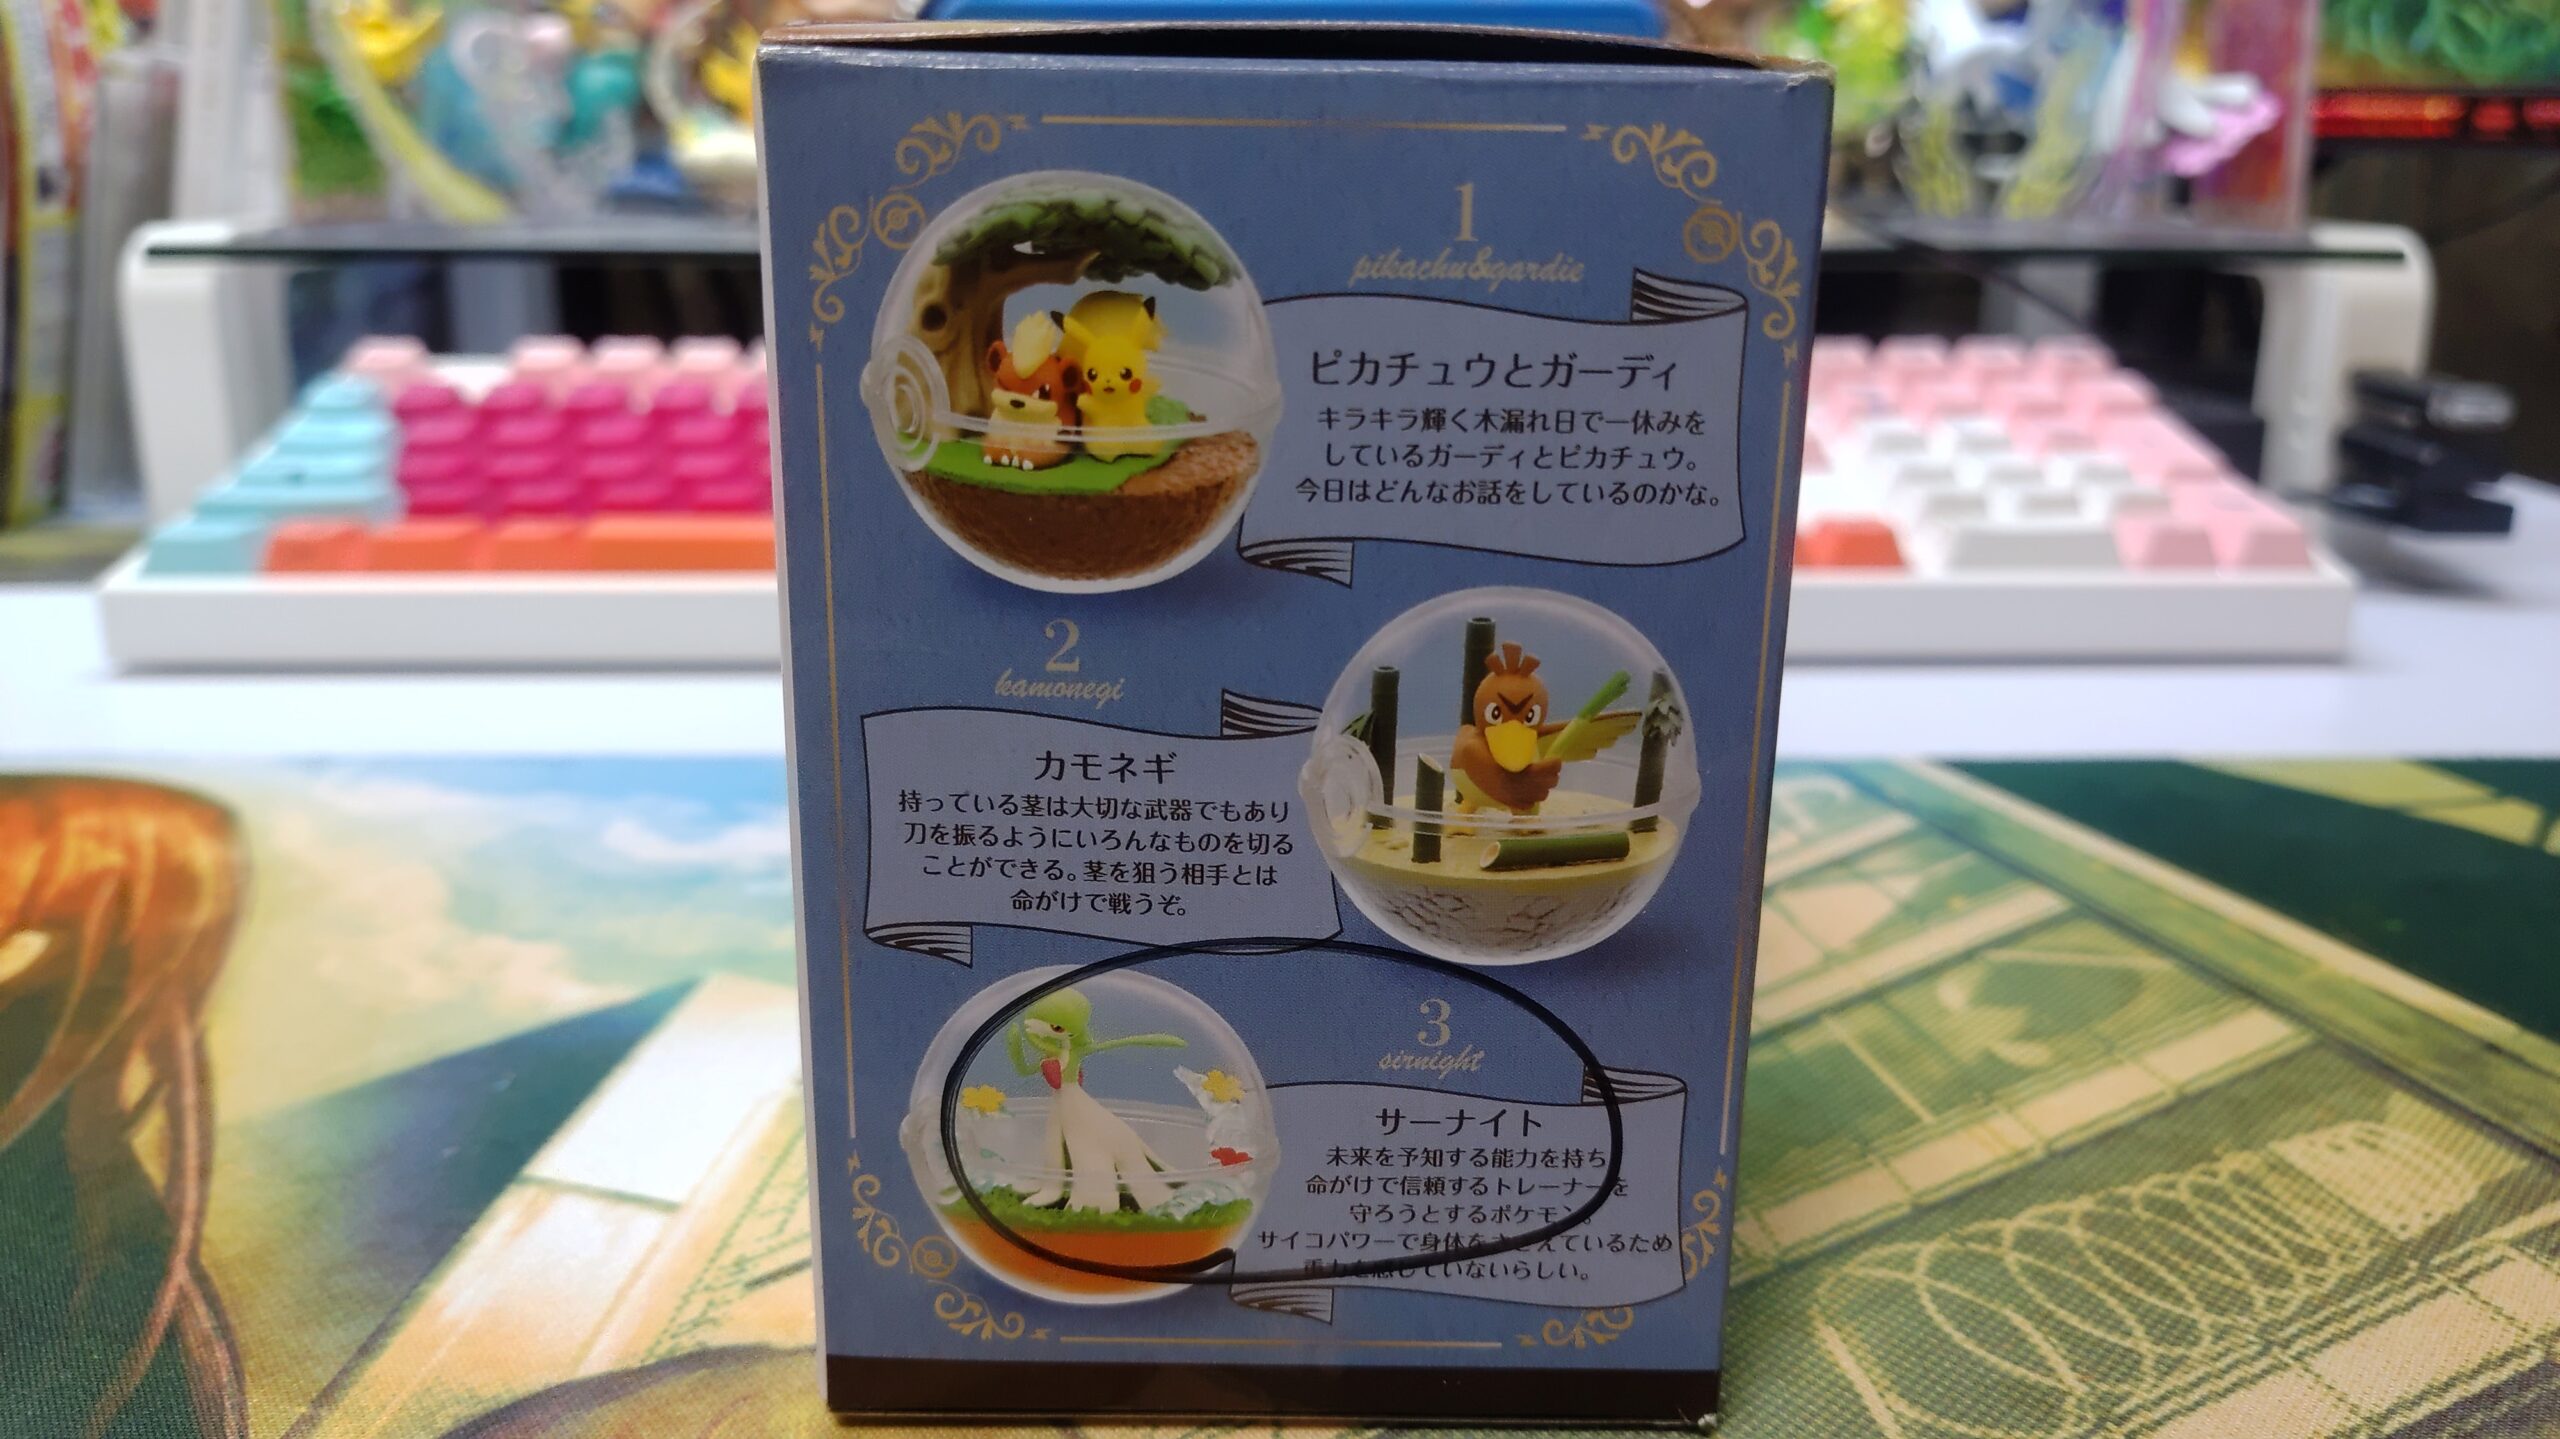 1
pikachu&gardie
ピカチュウとガーディ
キラキラ輝く木漏れ日で一休みを
しているガーディとピカチュウ。
今日はどんなお話をしているのかな。
2
kamonegi
カモネギ
持っている茎は大切な武器でもあり
刀を振るようにいろんなものを切る
ことができる。茎を狙う相手とは
命がけで戦うぞ。
3
sirnight
サーナイト
未来を予知する能力を持ち
命がけで信頼するトレーナーを
守ろうとするポケモン。
サイコパワーで身体をささえているため
重力を感じていないらしい。